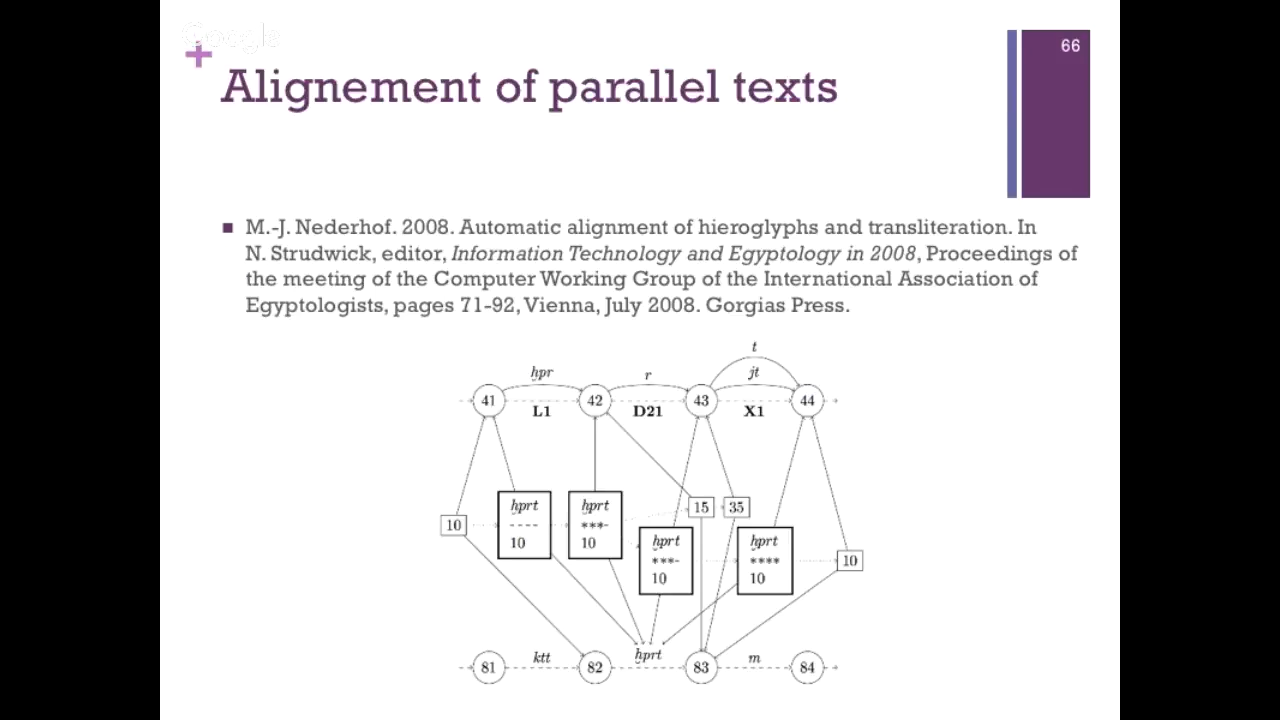 Google
66
+
Alignement of parallel texts
M.-J. Nederhof. 2008. Automatic alignment of hieroglyphs and transliteration. In
N. Strudwick, editor, Information Technology and Egyptology in 2008, Proceedings of
the meeting of the Computer Working Group of the International Association of
Egyptologists, pages 71-92, Vienna, July 2008. Gorgias Press.
t
ḫpr r jt
41 42 43 44
L1 D21 X1
ḫprt ḫprt 15 35
10 ----  ***-  ḫprt ḫprt
10 10 ***- **** 10
10 10
ktt ḫprt m
81 82 83 84